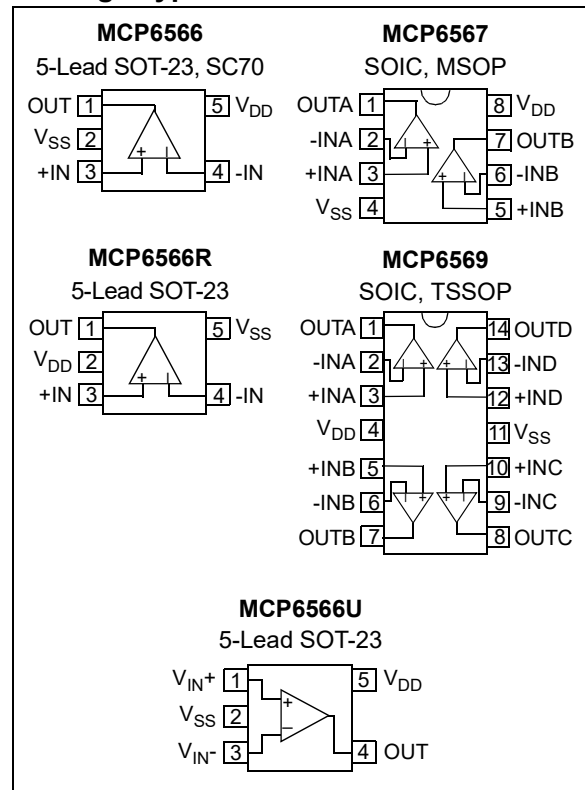 MCP6566
5-Lead SOT-23, SC70
OUT 1 5 VDD
VSS 2
+IN 3 4 -IN
+ –
MCP6567
SOIC, MSOP
OUTA 1 8 VDD
-INA 2 7 OUTB
+INA 3 6 -INB
VSS 4 5 +INB
– +
+ –
MCP6566R
5-Lead SOT-23
OUT 1 5 VSS
VDD 2
+IN 3 4 -IN
+ –
MCP6569
SOIC, TSSOP
OUTA 1 14 OUTD
-INA 2 13 -IND
+INA 3 12 +IND
VDD 4 11 VSS
+INB 5 10 +INC
-INB 6 9 -INC
OUTB 7 8 OUTC
– + + –
– + + –
MCP6566U
5-Lead SOT-23
VIN+ 1 5 VDD
VSS 2
VIN- 3 4 OUT
+
–